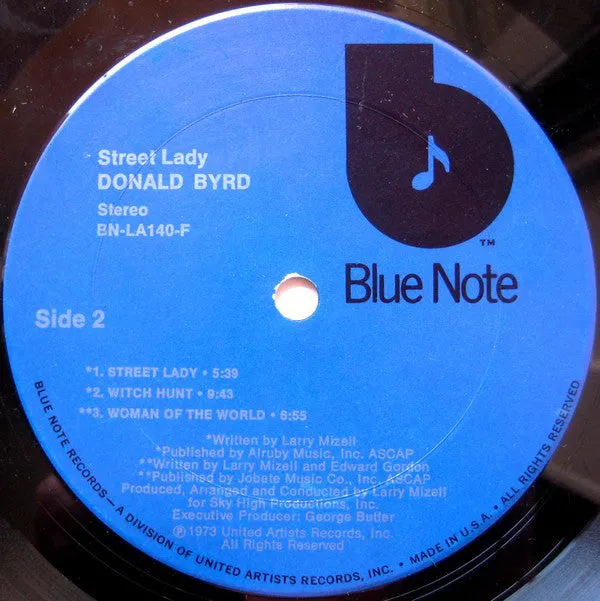 Street Lady
DONALD BYRD
Stereo
BN-LA140-F
b
TM
Blue Note
Side 2
*1. STREET LADY • 5:39
*2. WITCH HUNT • 9:43
**3. WOMAN OF THE WORLD • 6:55
*Written by Larry Mizell
*Published by Alruby Music, Inc. ASCAP
**Written by Larry Mizell and Edward Gordon
**Published by Jobete Music Co., Inc. ASCAP
Produced, Arranged and Conducted by Larry Mizell
for Sky High Productions, Inc.
Executive Producer: George Butler
℗1973 United Artists Records, Inc.
All Rights Reserved
BLUE NOTE RECORDS – A DIVISION OF UNITED ARTISTS RECORDS, INC. • MADE IN U.S.A. • ALL RIGHTS RESERVED